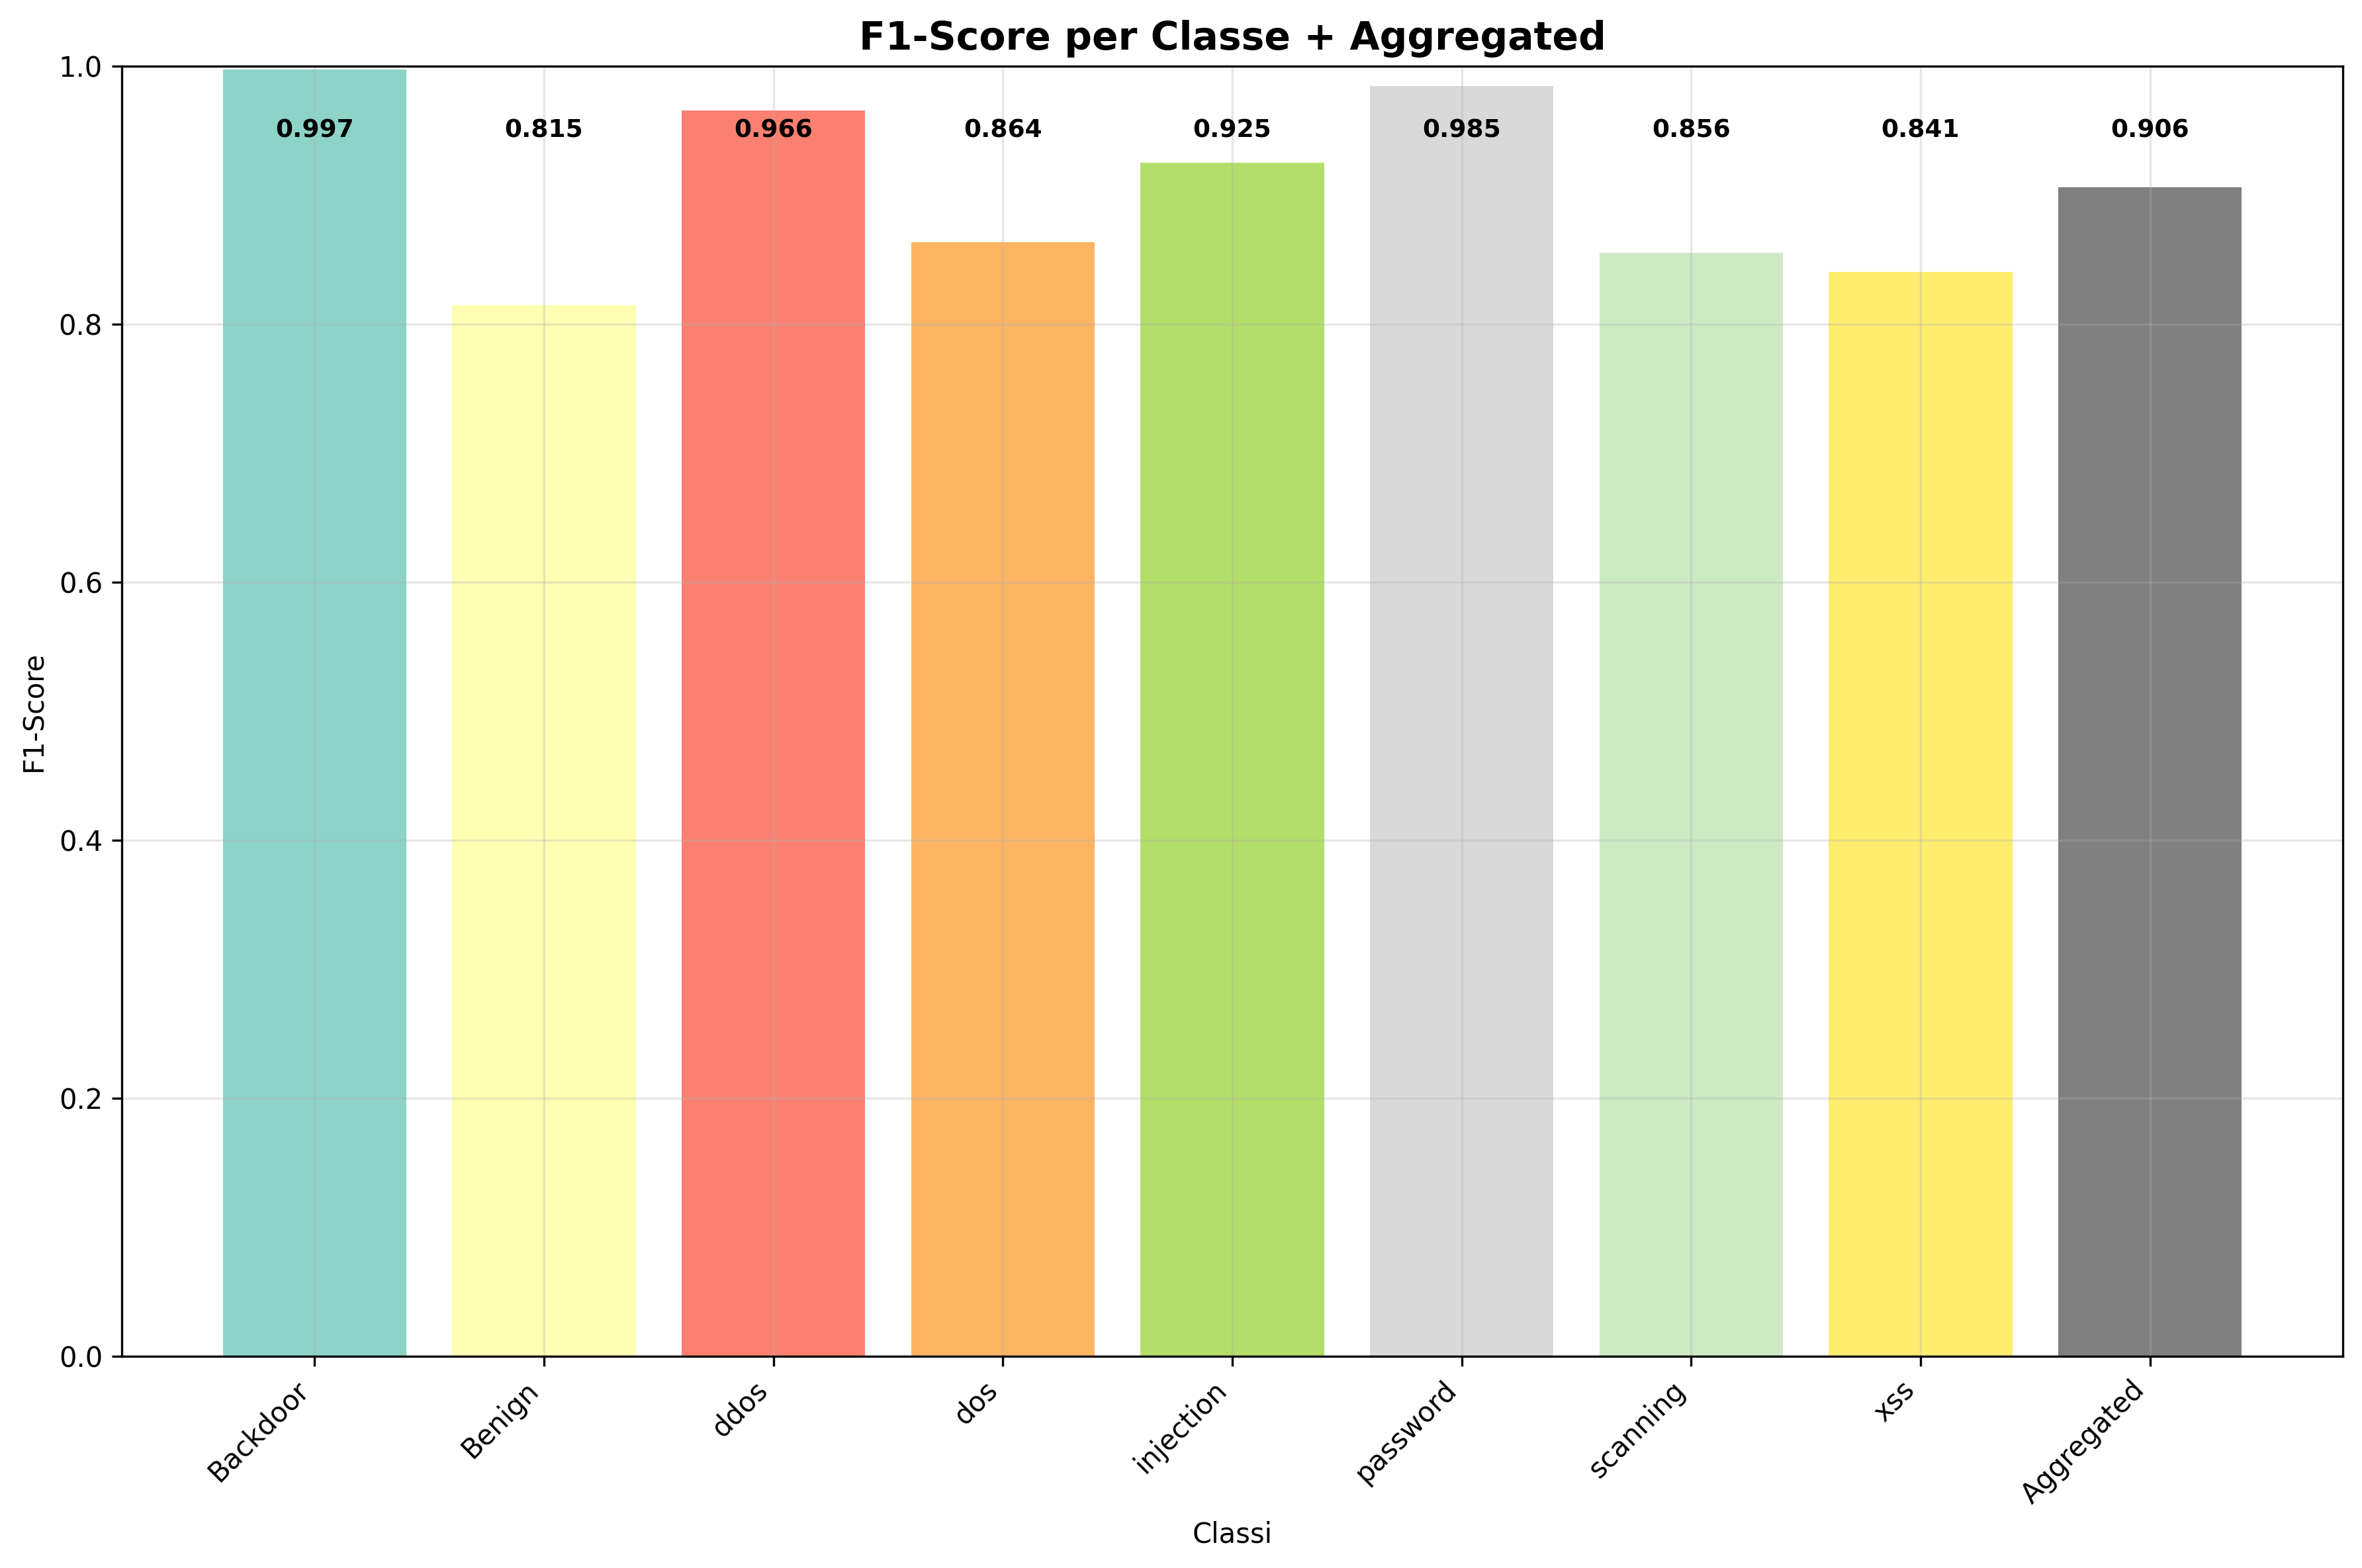 F1-Score per Classe + Aggregated
1.0
0.8
0.6
0.4
0.2
0.0
F1-Score
0.997 0.815 0.966 0.864 0.925 0.985 0.856 0.841 0.906
Backdoor Benign ddos dos injection password scanning xss Aggregated
Classi